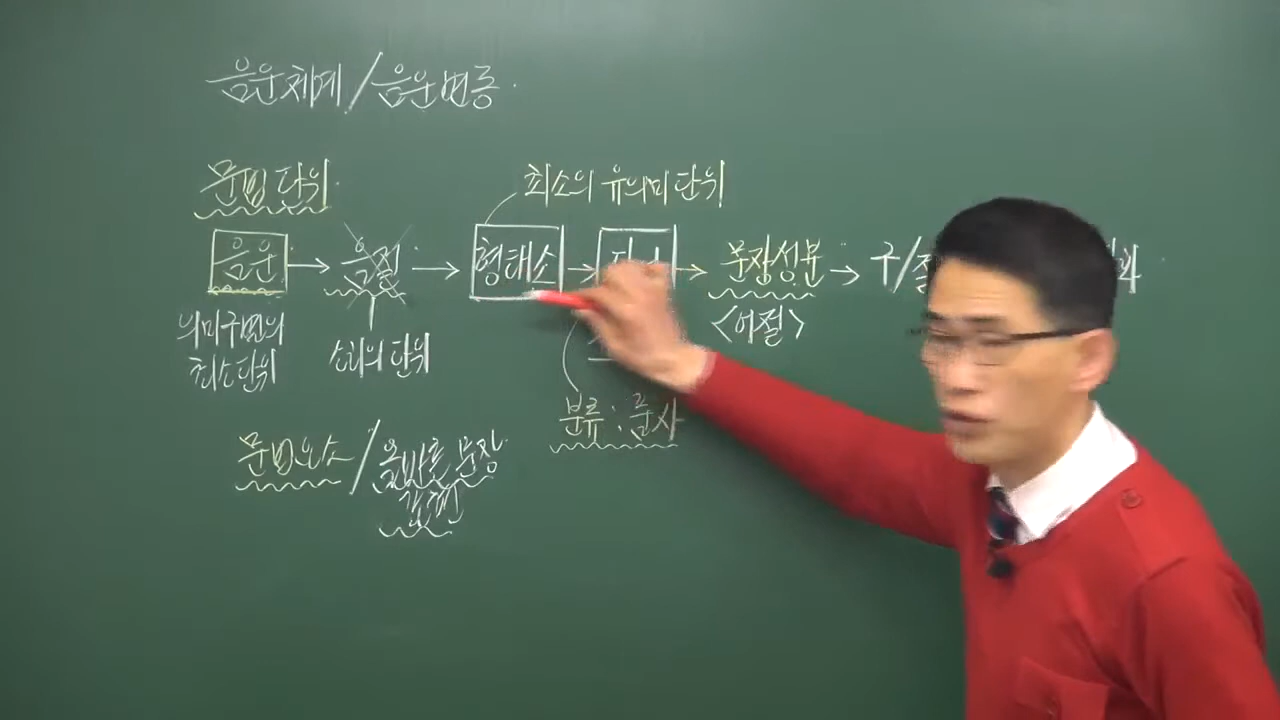 음운체계/음운변동
문법 단위
최소의 유의미 단위
음운 → 음절 → 형태소 → → 문장성분 → 구/절
의미구별의
최소단위
소리의 단위
<어절>
분류 : 품사
문법요소/올바른 문장
표현